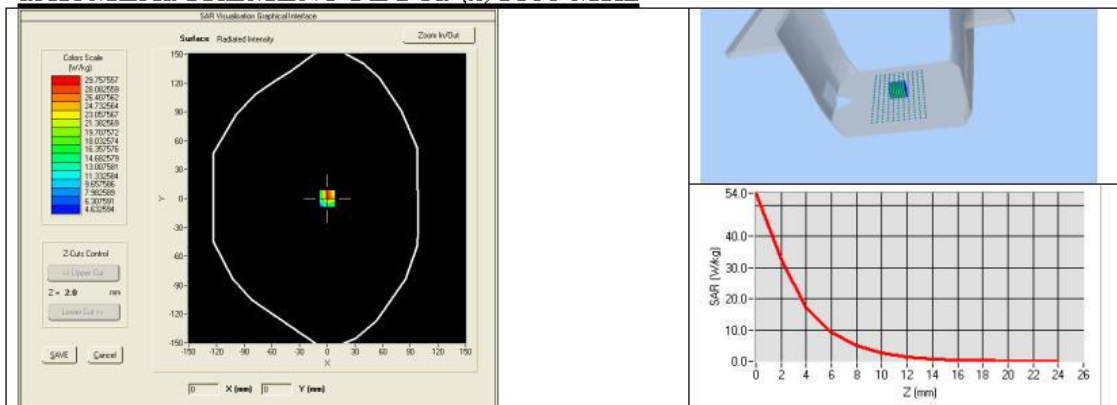 SAR Visualisation Graphical Interface
Surface Radiated Intensity
Zoom In/Out
Colors Scale
(W/kg)
29.757557
28.082559
26.407562
24.732564
23.057567
21.382569
19.707572
18.032574
16.357576
14.682579
13.007581
11.332584
9.657586
7.982589
6.307591
4.632594
Z-Cuts Control
<< Upper Cut
Z = 2.0 mm
Lower Cut >>
SAVE Cancel
150
120
90
60
30
0
-30
-60
-90
-120
-150
Y
-150 -120 -90 -60 -30 0 30 60 90 120 150
X
0 X (mm) 0 Y (mm)
54.0
40.0
30.0
20.0
10.0
0.0
SAR (W/kg)
0 2 4 6 8 10 12 14 16 18 20 22 24 26
Z (mm)